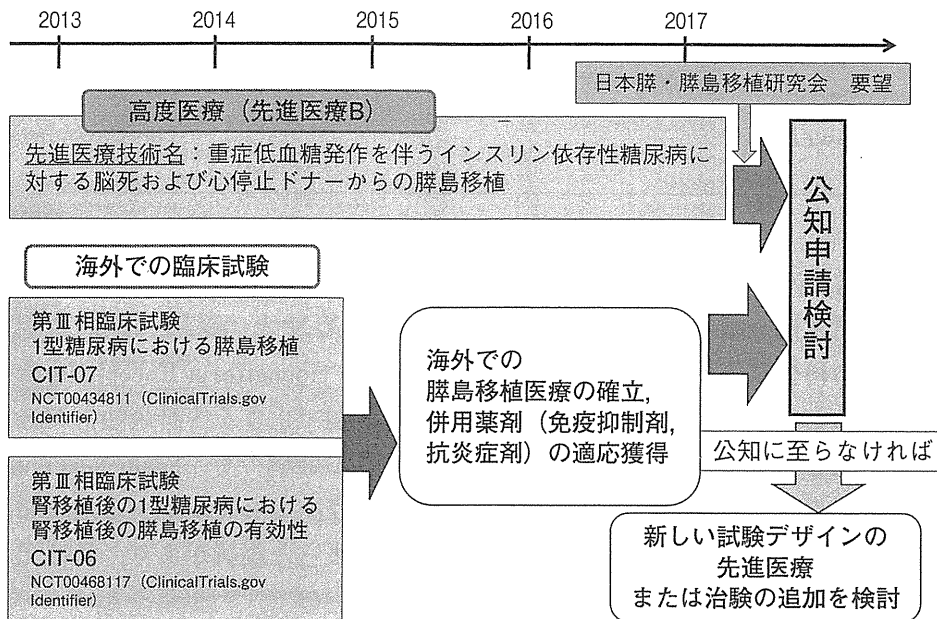 2013 2014 2015 2016 2017
日本膵・膵島移植研究会 要望
高度医療（先進医療B）
先進医療技術名：重症低血糖発作を伴うインスリン依存性糖尿病に
対する脳死および心停止ドナーからの膵島移植
公知申請検討
海外での臨床試験
第Ⅲ相臨床試験
1型糖尿病における膵島移植
CIT-07
NCT00434811（ClinicalTrials.gov
Identifier）
海外での
膵島移植医療の確立，
併用薬剤（免疫抑制剤，
抗炎症剤）の適応獲得
公知に至らなければ
第Ⅲ相臨床試験
腎移植後の1型糖尿病における
腎移植後の膵島移植の有効性
CIT-06
NCT00468117（ClinicalTrials.gov
Identifier）
新しい試験デザインの
先進医療
または治験の追加を検討